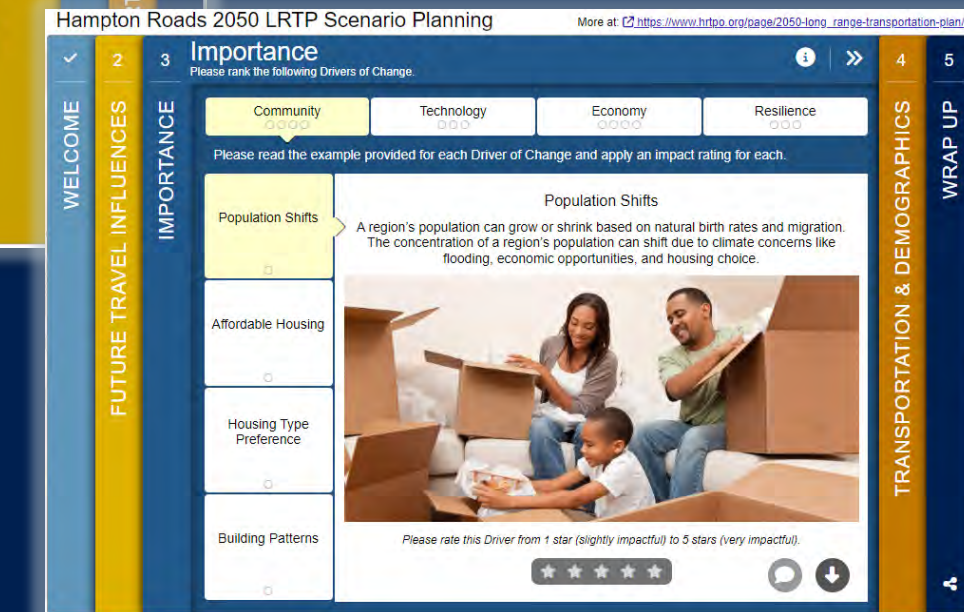 Hampton Roads 2050 LRTP Scenario Planning
More at: https://www.hrtpo.org/page/2050-long_range-transportation-plan/
WELCOME
2
FUTURE TRAVEL INFLUENCES
3
IMPORTANCE
Importance
Please rank the following Drivers of Change.
Community
Technology
Economy
Resilience
Please read the example provided for each Driver of Change and apply an impact rating for each.
Population Shifts
Affordable Housing
Housing Type
Preference
Building Patterns
Population Shifts
A region's population can grow or shrink based on natural birth rates and migration.
The concentration of a region's population can shift due to climate concerns like
flooding, economic opportunities, and housing choice.
Please rate this Driver from 1 star (slightly impactful) to 5 stars (very impactful).
4
TRANSPORTATION & DEMOGRAPHICS
5
WRAP UP